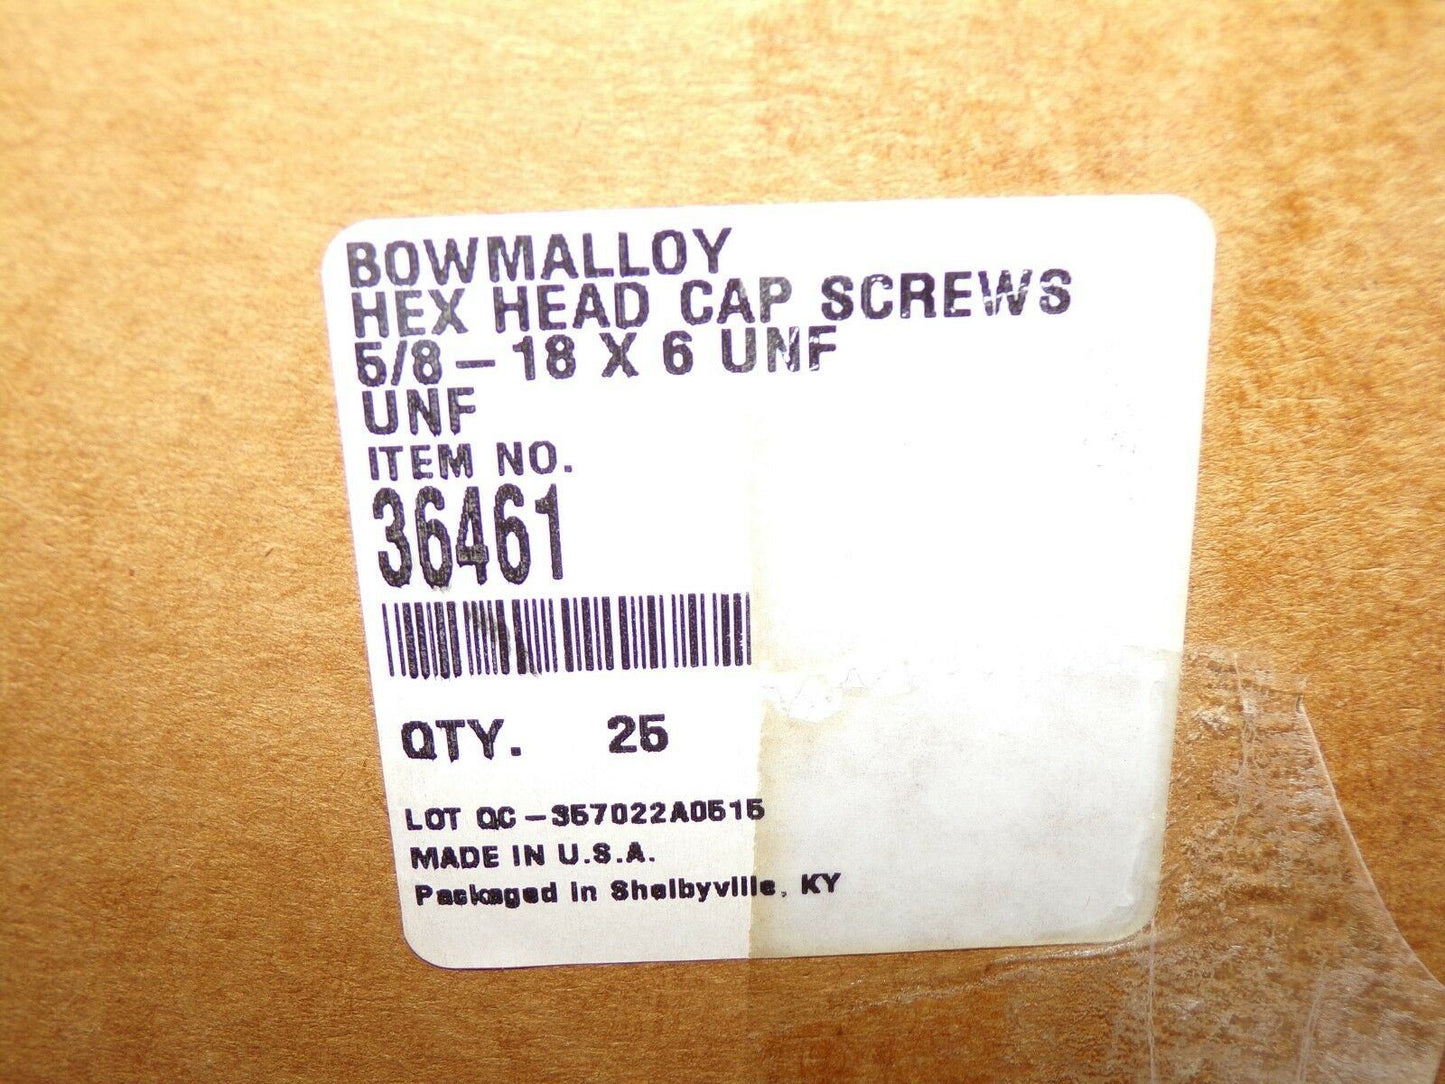 BOWMALLOY
HEX HEAD CAP SCREWS
5/8 – 18 X 6 UNF
UNF
ITEM NO.
36461
QTY. 25
LOT QC – 357022A0515
MADE IN U.S.A.
Packaged in Shelbyville, KY